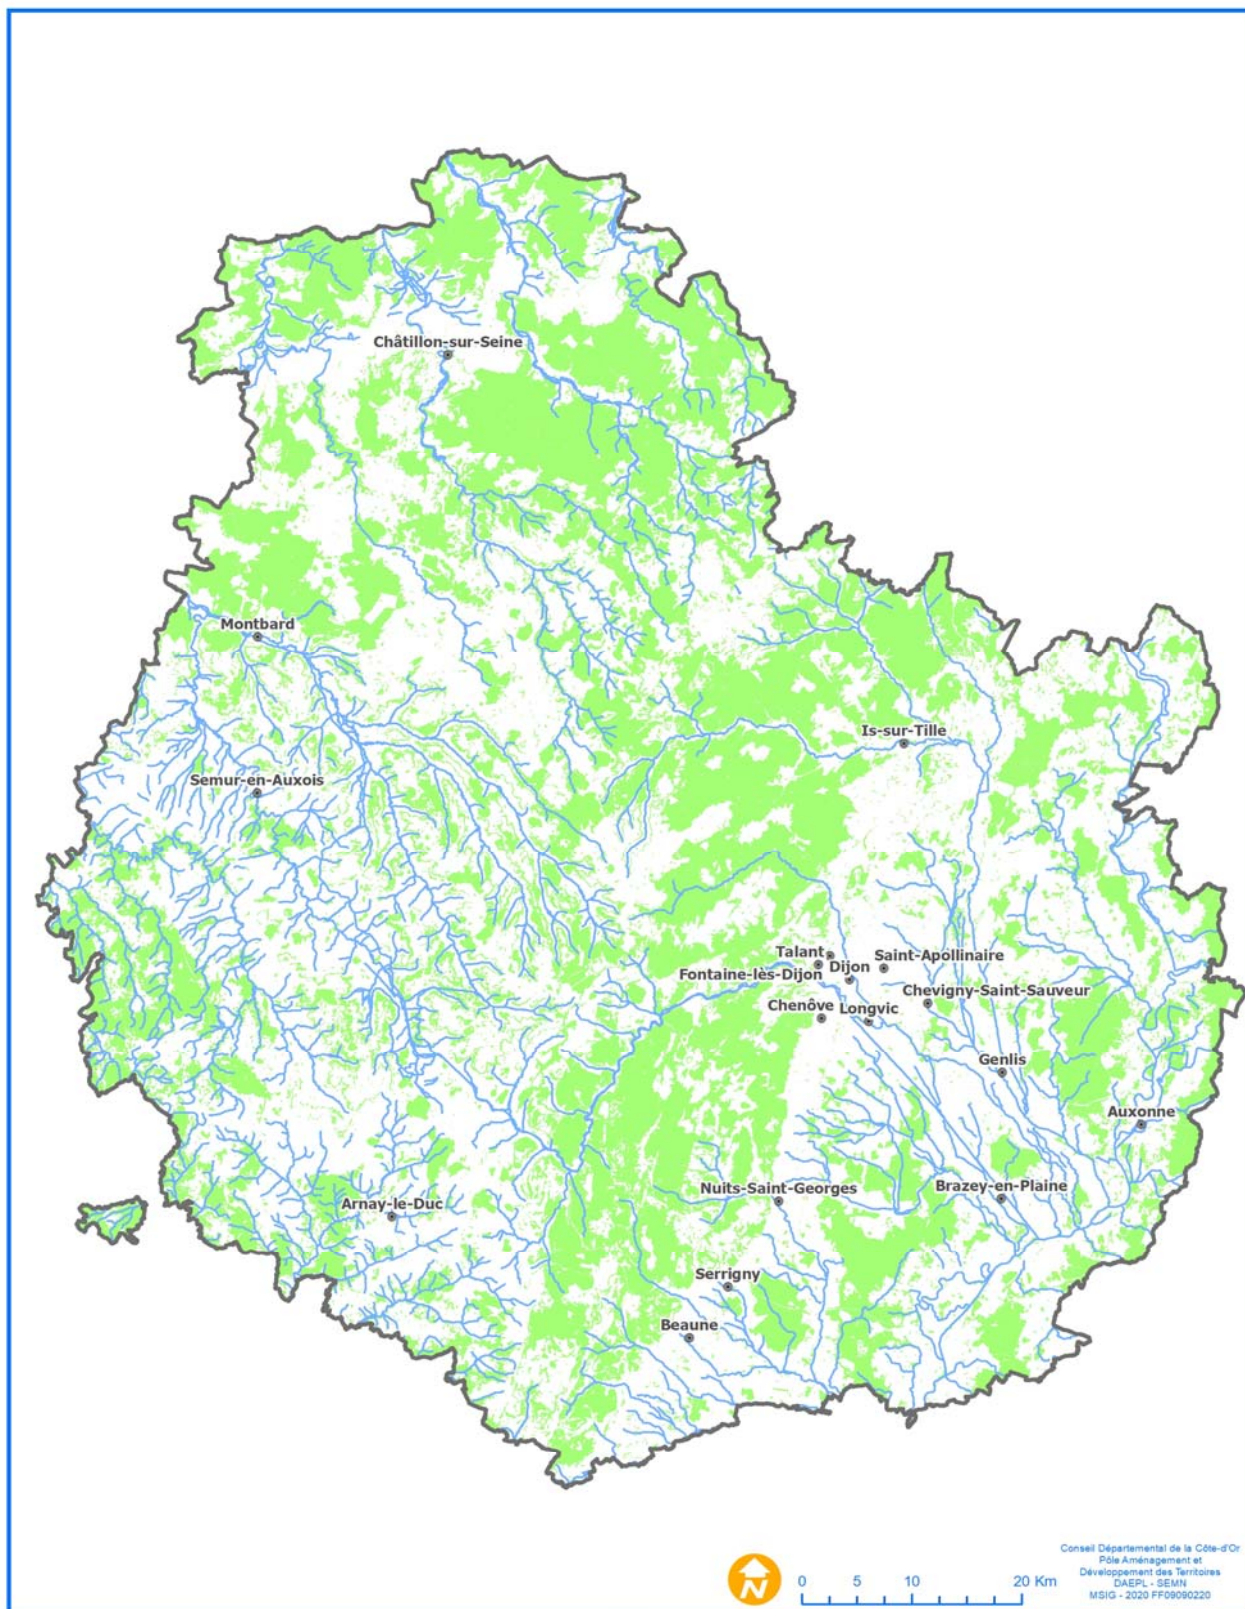 Châtillon-sur-Seine
Montbard
Is-sur-Tille
Semur-en-Auxois
Talant
Saint-Apollinaire
Fontaine-lès-Dijon
Dijon
Chevigny-Saint-Sauveur
Chenôve
Longvic
Genlis
Auxonne
Nuits-Saint-Georges
Brazey-en-Plaine
Arnay-le-Duc
Serrigny
Beaune
N
0 5 10 20 Km
Conseil Départemental de la Côte-d'Or
Pôle Aménagement et
Développement des Territoires
DAEPL - SEMN
MSIG - 2020 FF09090220